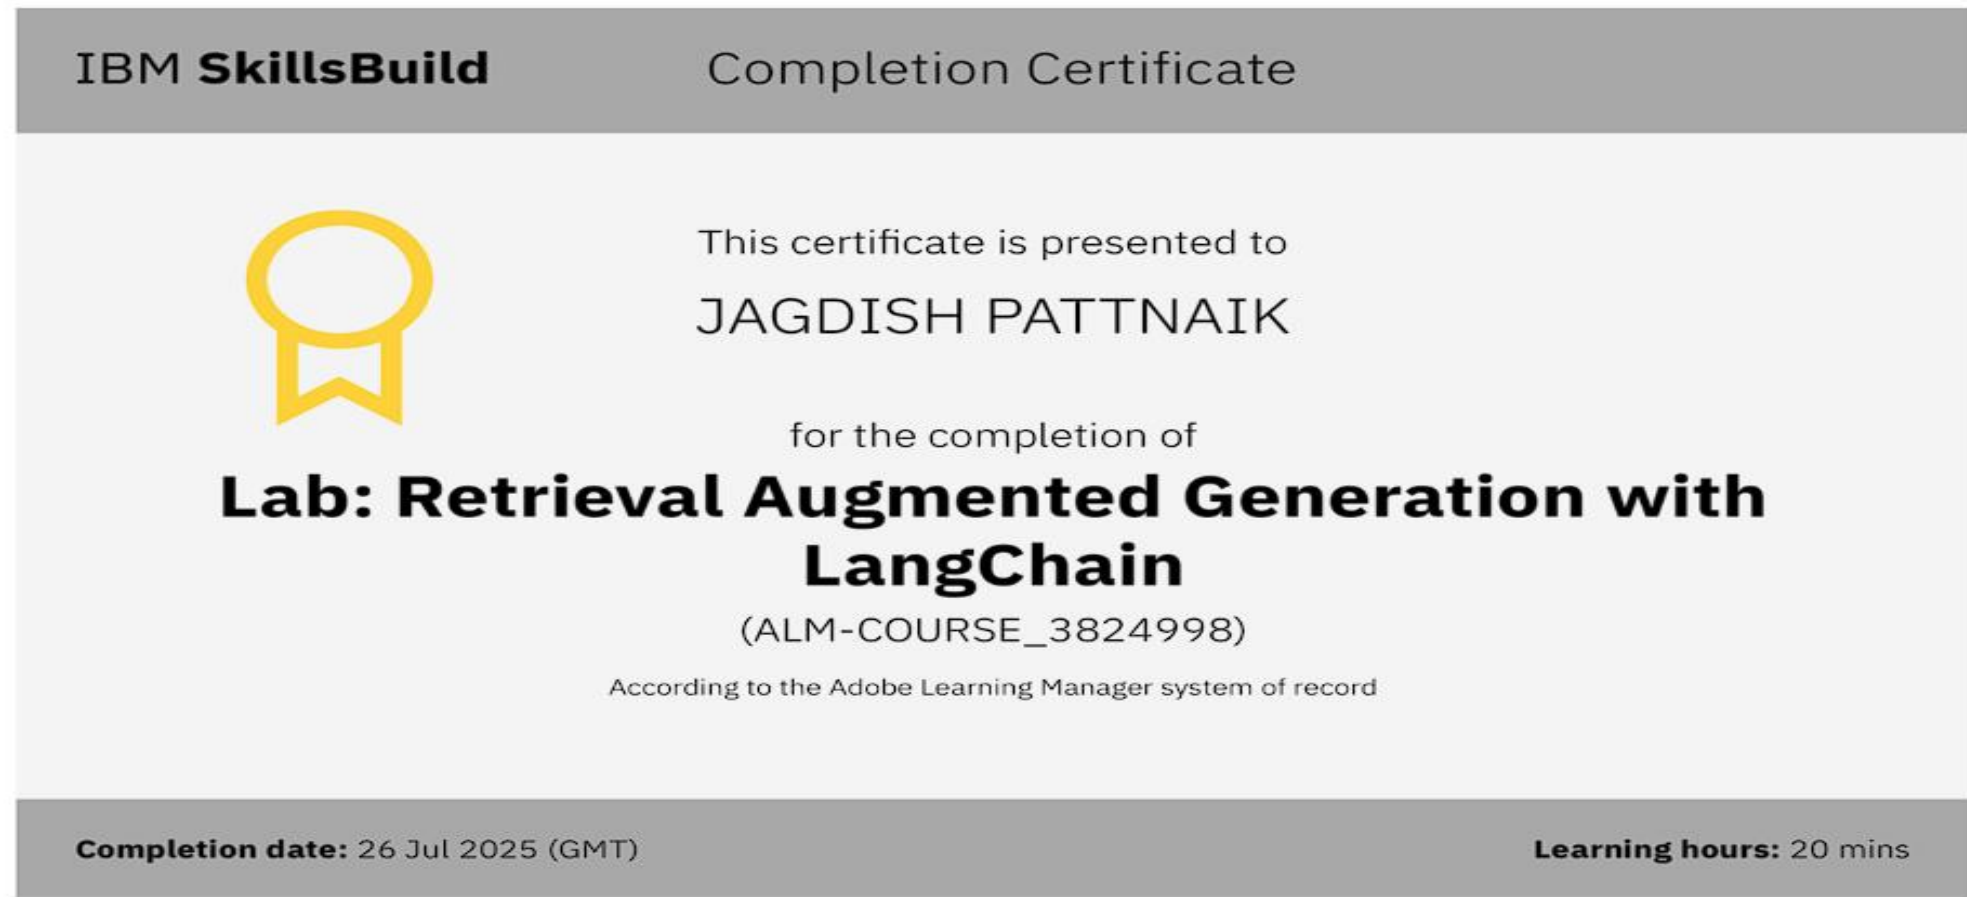 IBM SkillsBuild
Completion Certificate
This certificate is presented to
JAGDISH PATTNAIK
for the completion of
Lab: Retrieval Augmented Generation with
LangChain
(ALM-COURSE_3824998)
According to the Adobe Learning Manager system of record
Completion date: 26 Jul 2025 (GMT)
Learning hours: 20 mins